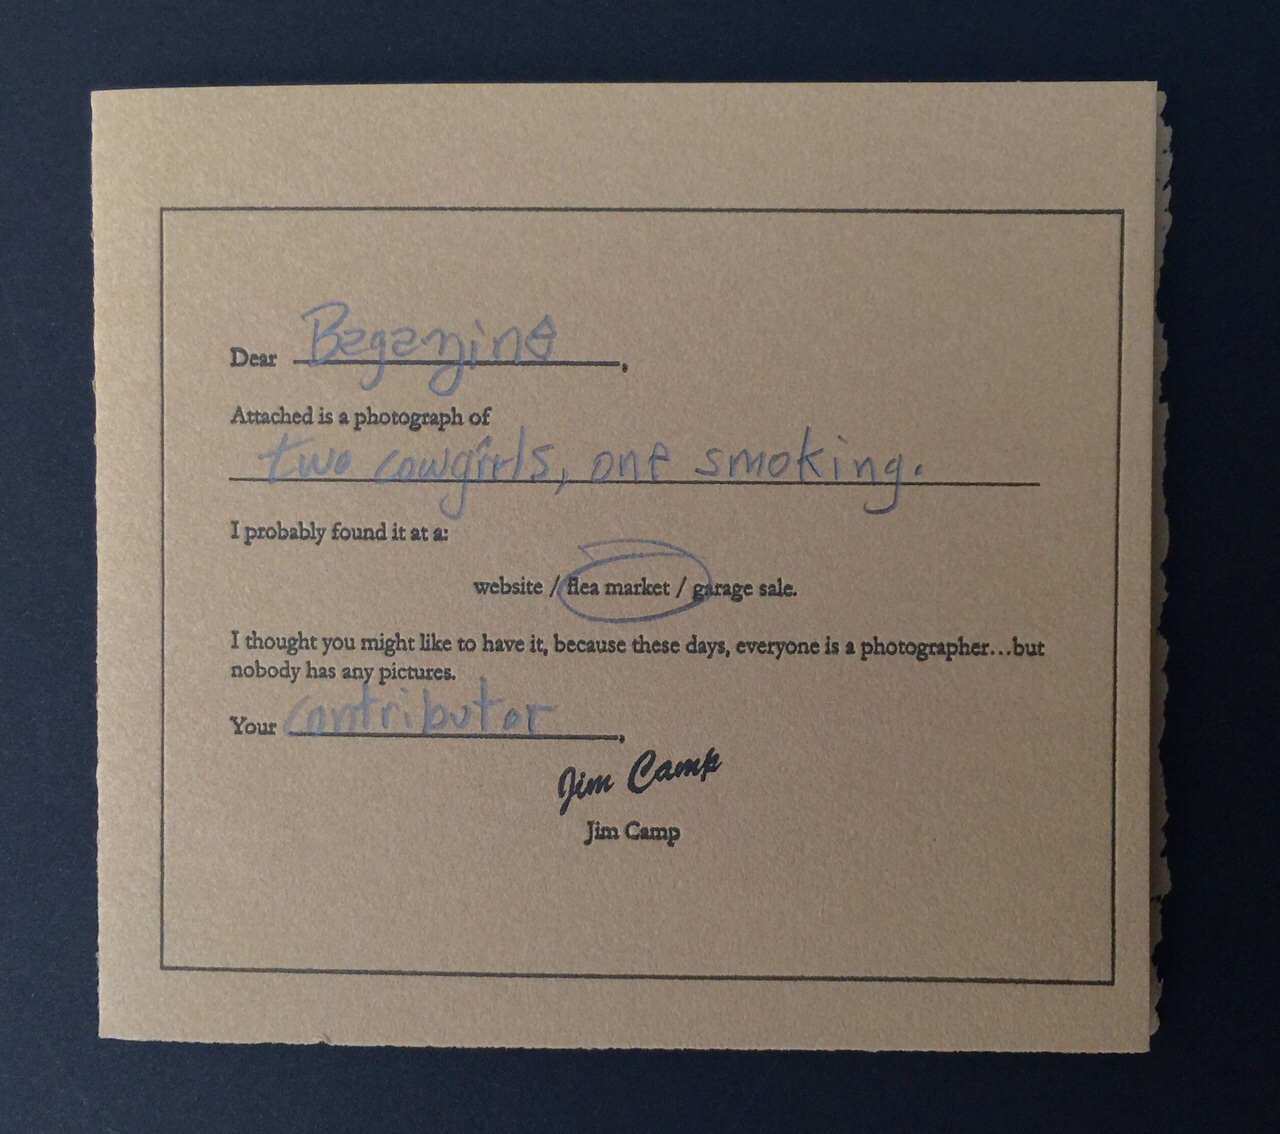 Dear Bagazine,
Attached is a photograph of
two cowgirls, one smoking.
I probably found it at a:
website / flea market / garage sale.
I thought you might like to have it, because these days, everyone is a photographer...but
nobody has any pictures.
Your contributor,
Jim Camp
Jim Camp